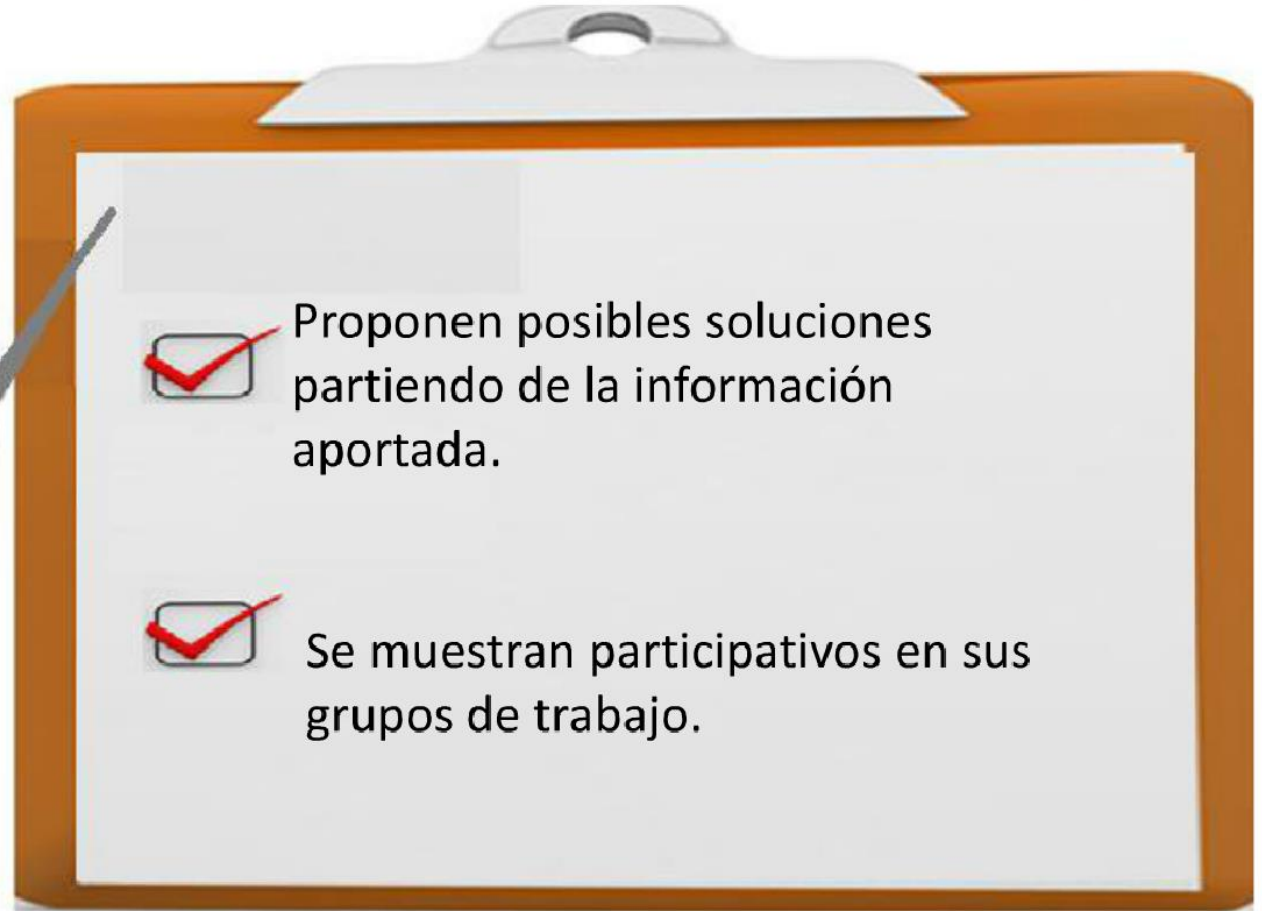 Proponen posibles soluciones
partiendo de la información
aportada.
Se muestran participativos en sus
grupos de trabajo.